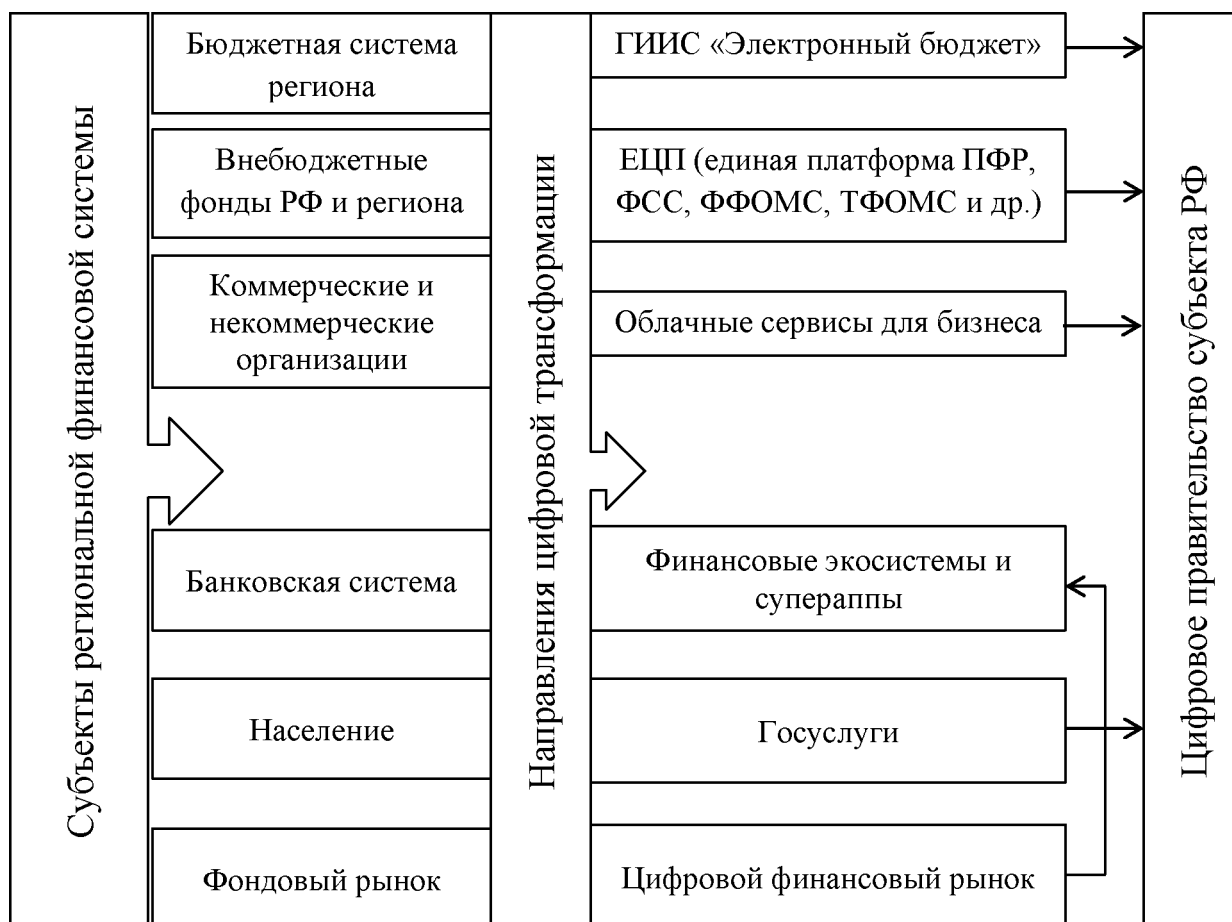 Субъекты региональной финансовой системы
Бюджетная система
региона
Внебюджетные
фонды РФ и региона
Коммерческие и
некоммерческие
организации
Банковская система
Население
Фондовый рынок
Направления цифровой трансформации
ГИИС «Электронный бюджет»
ЕЦП (единая платформа ПФР,
ФСС, ФФОМС, ТФОМС и др.)
Облачные сервисы для бизнеса
Финансовые экосистемы и
суперaппы
Госуслуги
Цифровой финансовый рынок
Цифровое правительство субъекта РФ